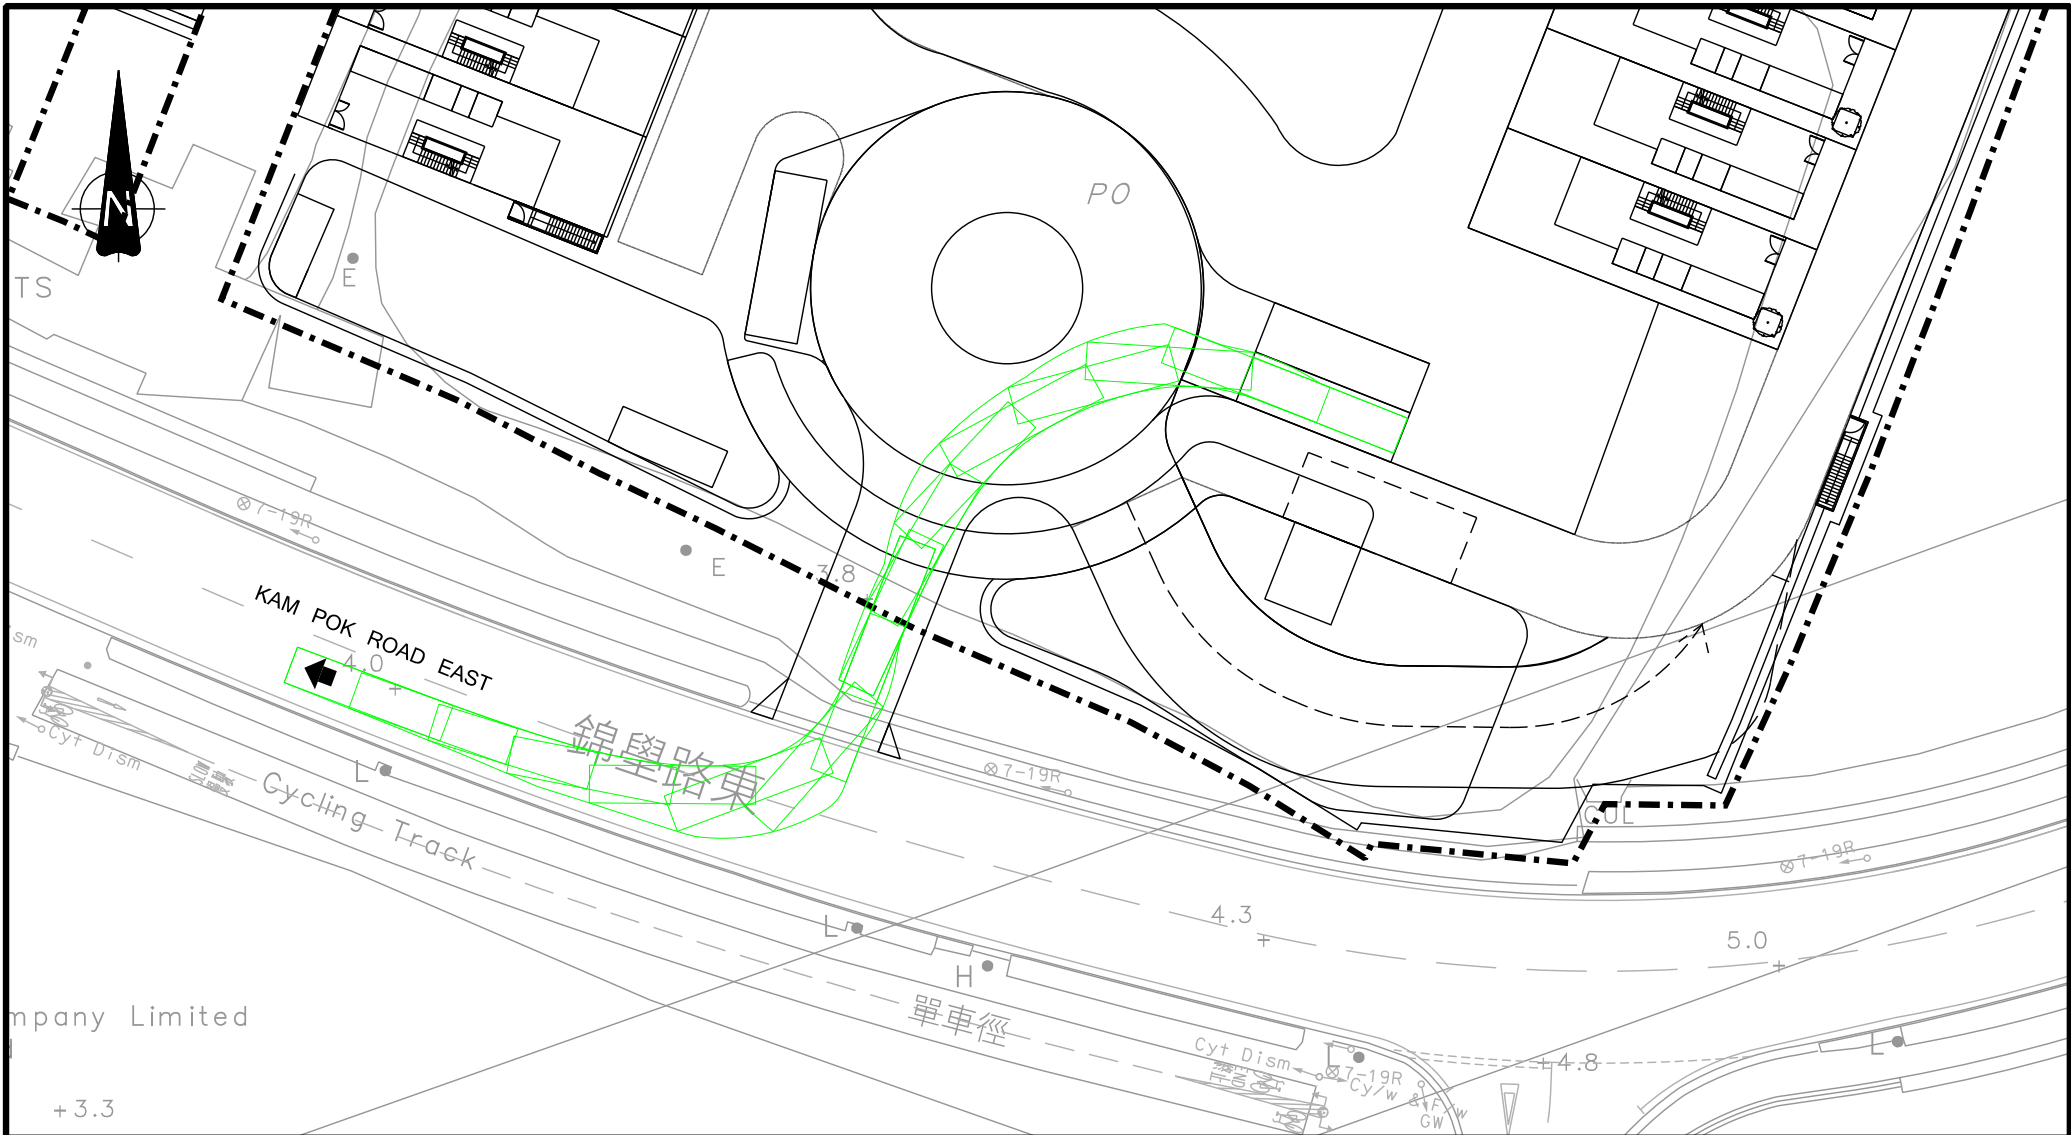 N
PO
TS
E
7-19R
E
3.8
KAM POK ROAD EAST
4.0
ism
錦壆路東
Cyt Dism
L
Cycling Track
7-19R
CUL
7-19R
4.3
5.0
L
H
mpany Limited
單車徑
Cyt Dism
L
7-19R
Cy/w & F/w
GW
4.8
L
3.3